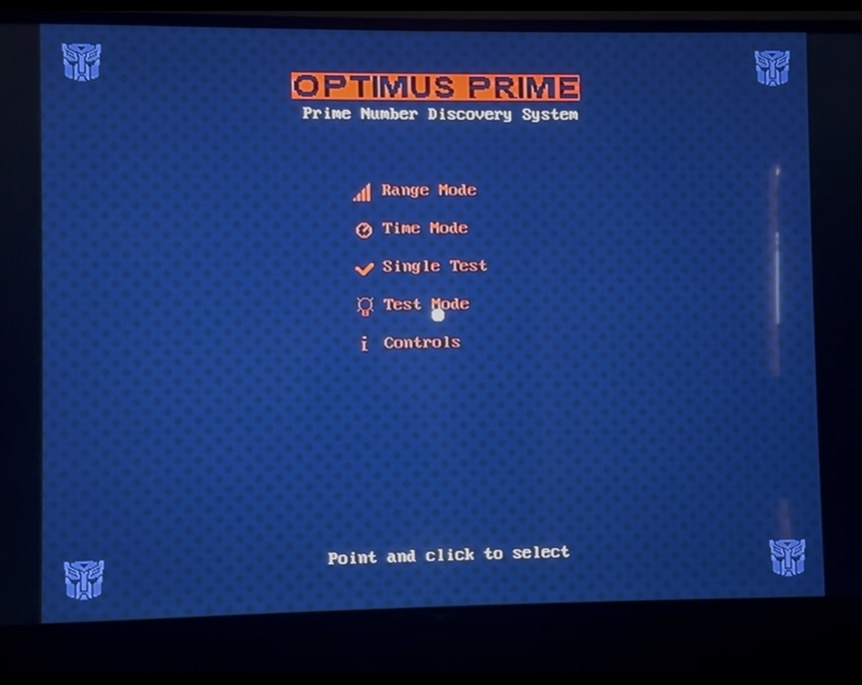 OPTIMUS PRIME
Prime Number Discovery System
Range Mode
Time Mode
Single Test
Test Mode
i Controls
Point and click to select